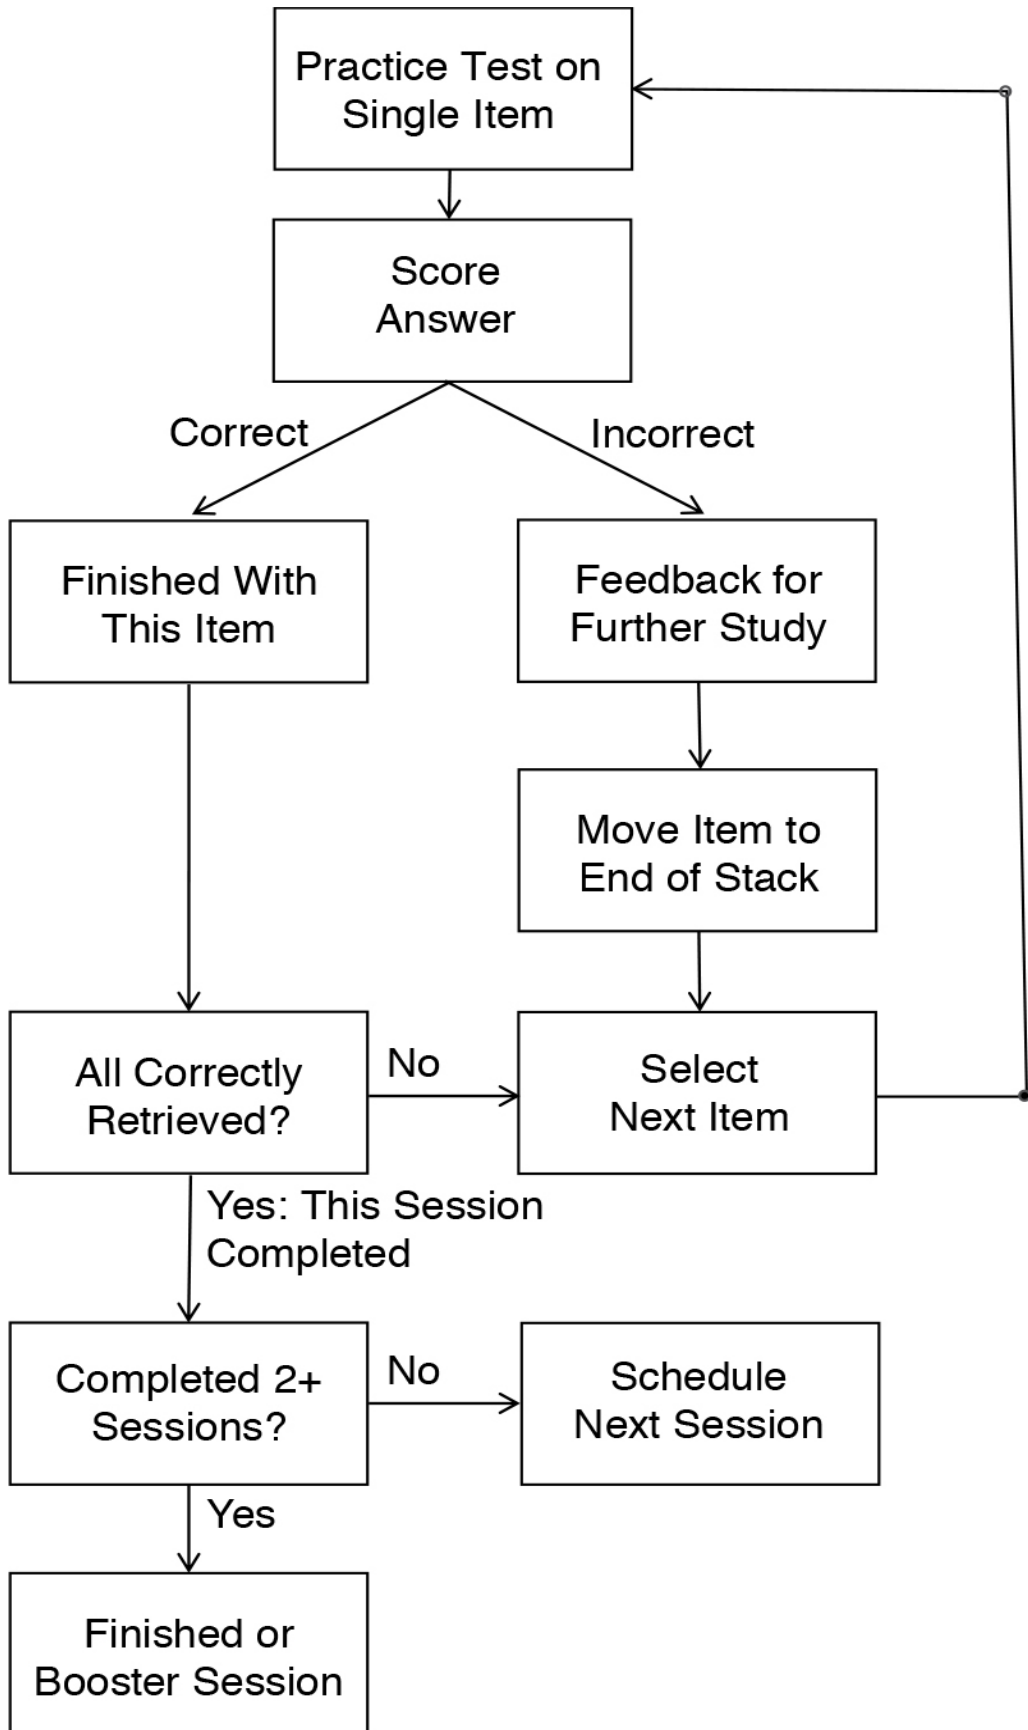 Practice Test on
Single Item
Score
Answer
Correct
Incorrect
Finished With
This Item
Feedback for
Further Study
Move Item to
End of Stack
All Correctly
Retrieved?
No
Select
Next Item
Yes: This Session
Completed
Completed 2+
Sessions?
No
Schedule
Next Session
Yes
Finished or
Booster Session